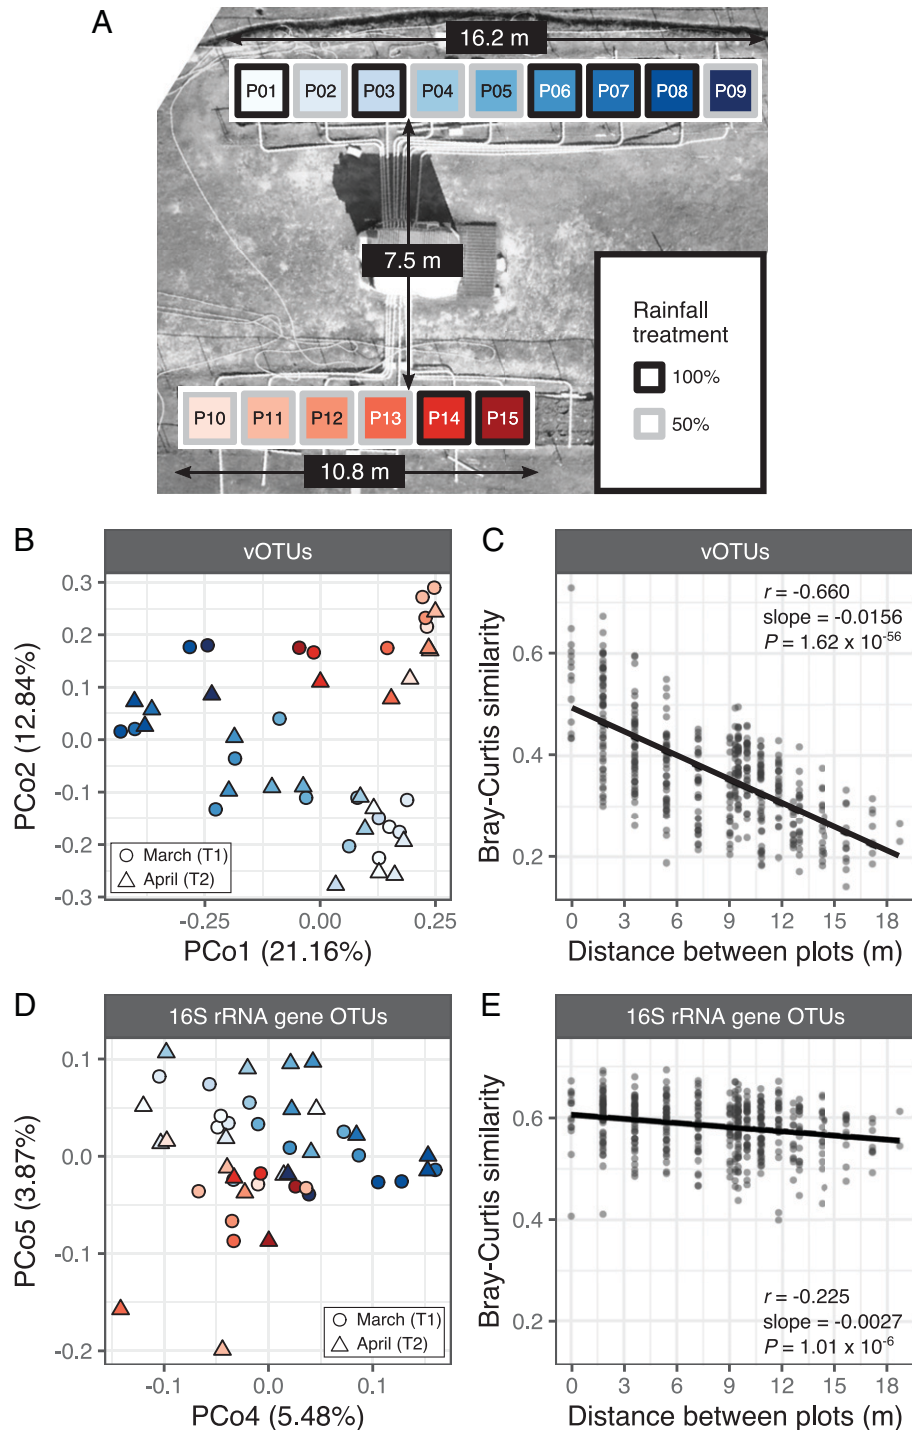 A
16.2 m
P01 P02 P03 P04 P05 P06 P07 P08 P09
7.5 m
Rainfall
treatment
100%
50%
P10 P11 P12 P13 P14 P15
10.8 m
B
vOTUs
PCo2 (12.84%)
0.3
0.2
0.1
0.0
-0.1
-0.2
-0.3
March (T1)
April (T2)
-0.25 0.00 0.25
PCo1 (21.16%)
C
vOTUs
r = -0.660
slope = -0.0156
P = 1.62 x 10-56
Bray-Curtis similarity
0.6
0.4
0.2
0 3 6 9 12 15 18
Distance between plots (m)
D
16S rRNA gene OTUs
PCo5 (3.87%)
0.1
0.0
-0.1
-0.2
March (T1)
April (T2)
-0.1 0.0 0.1
PCo4 (5.48%)
E
16S rRNA gene OTUs
Bray-Curtis similarity
0.6
0.4
0.2
r = -0.225
slope = -0.0027
P = 1.01 x 10-6
0 3 6 9 12 15 18
Distance between plots (m)